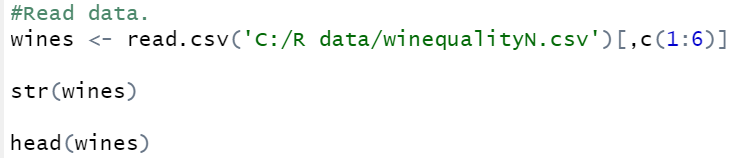 #Read data.
wines <- read.csv('C:/R data/winequalityN.csv')[,c(1:6)]
str(wines)
head(wines)